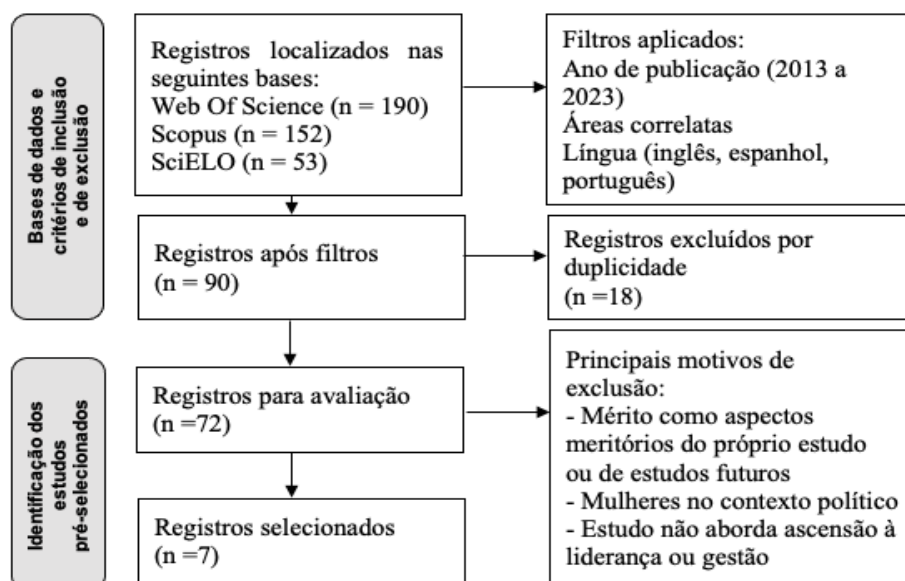 Bases de dados e
critérios de inclusão
e de exclusão
Registros localizados nas
seguintes bases:
Web Of Science (n = 190)
Scopus (n = 152)
SciELO (n = 53)
Filtros aplicados:
Ano de publicação (2013 a
2023)
Áreas correlatas
Língua (inglês, espanhol,
português)
Registros após filtros
(n = 90)
Registros excluídos por
duplicidade
(n =18)
Identificação dos
estudos
pré-selecionados
Registros para avaliação
(n =72)
Principais motivos de
exclusão:
- Mérito como aspectos
meritórios do próprio estudo
ou de estudos futuros
- Mulheres no contexto político
- Estudo não aborda ascensão à
liderança ou gestão
Registros selecionados
(n =7)